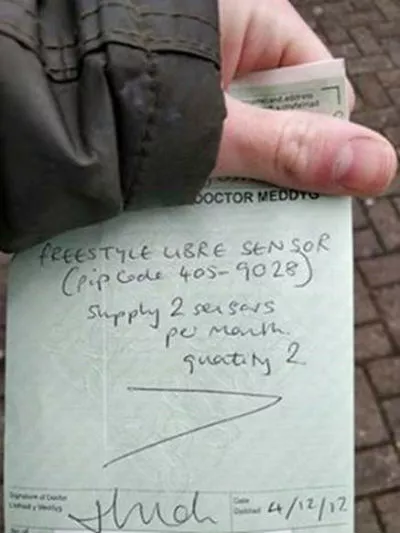 DOCTOR MEDDYG
FREESTYLE LIBRE SENSOR
(pip code 405-9028)
Supply 2 sensors
per month.
quatity 2
Signature of Doctor
Llofnod y Meddyg
Date
Dyddiad
4/12/17